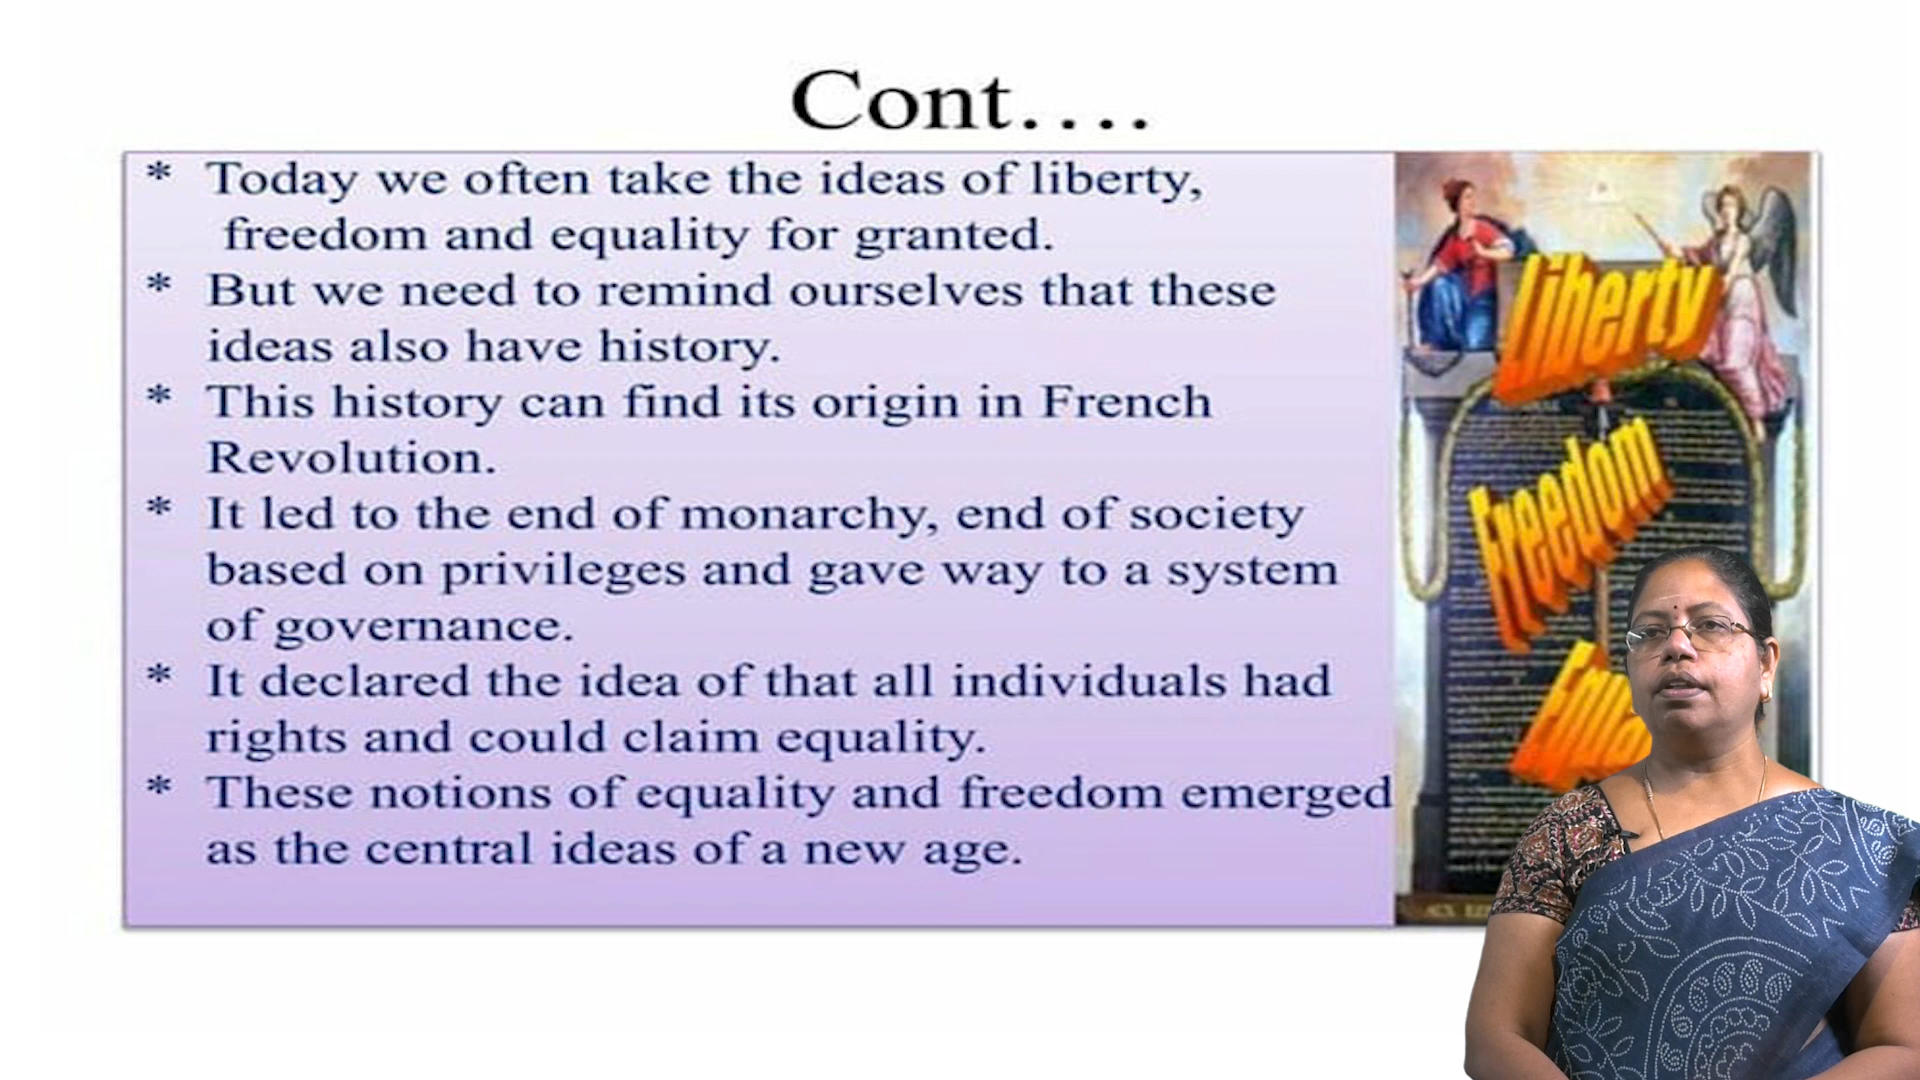 Cont....
* Today we often take the ideas of liberty,
freedom and equality for granted.
* But we need to remind ourselves that these
ideas also have history.
* This history can find its origin in French
Revolution.
* It led to the end of monarchy, end of society
based on privileges and gave way to a system
of governance.
* It declared the idea of that all individuals had
rights and could claim equality.
* These notions of equality and freedom emerged
as the central ideas of a new age.
Liberty
Freedom